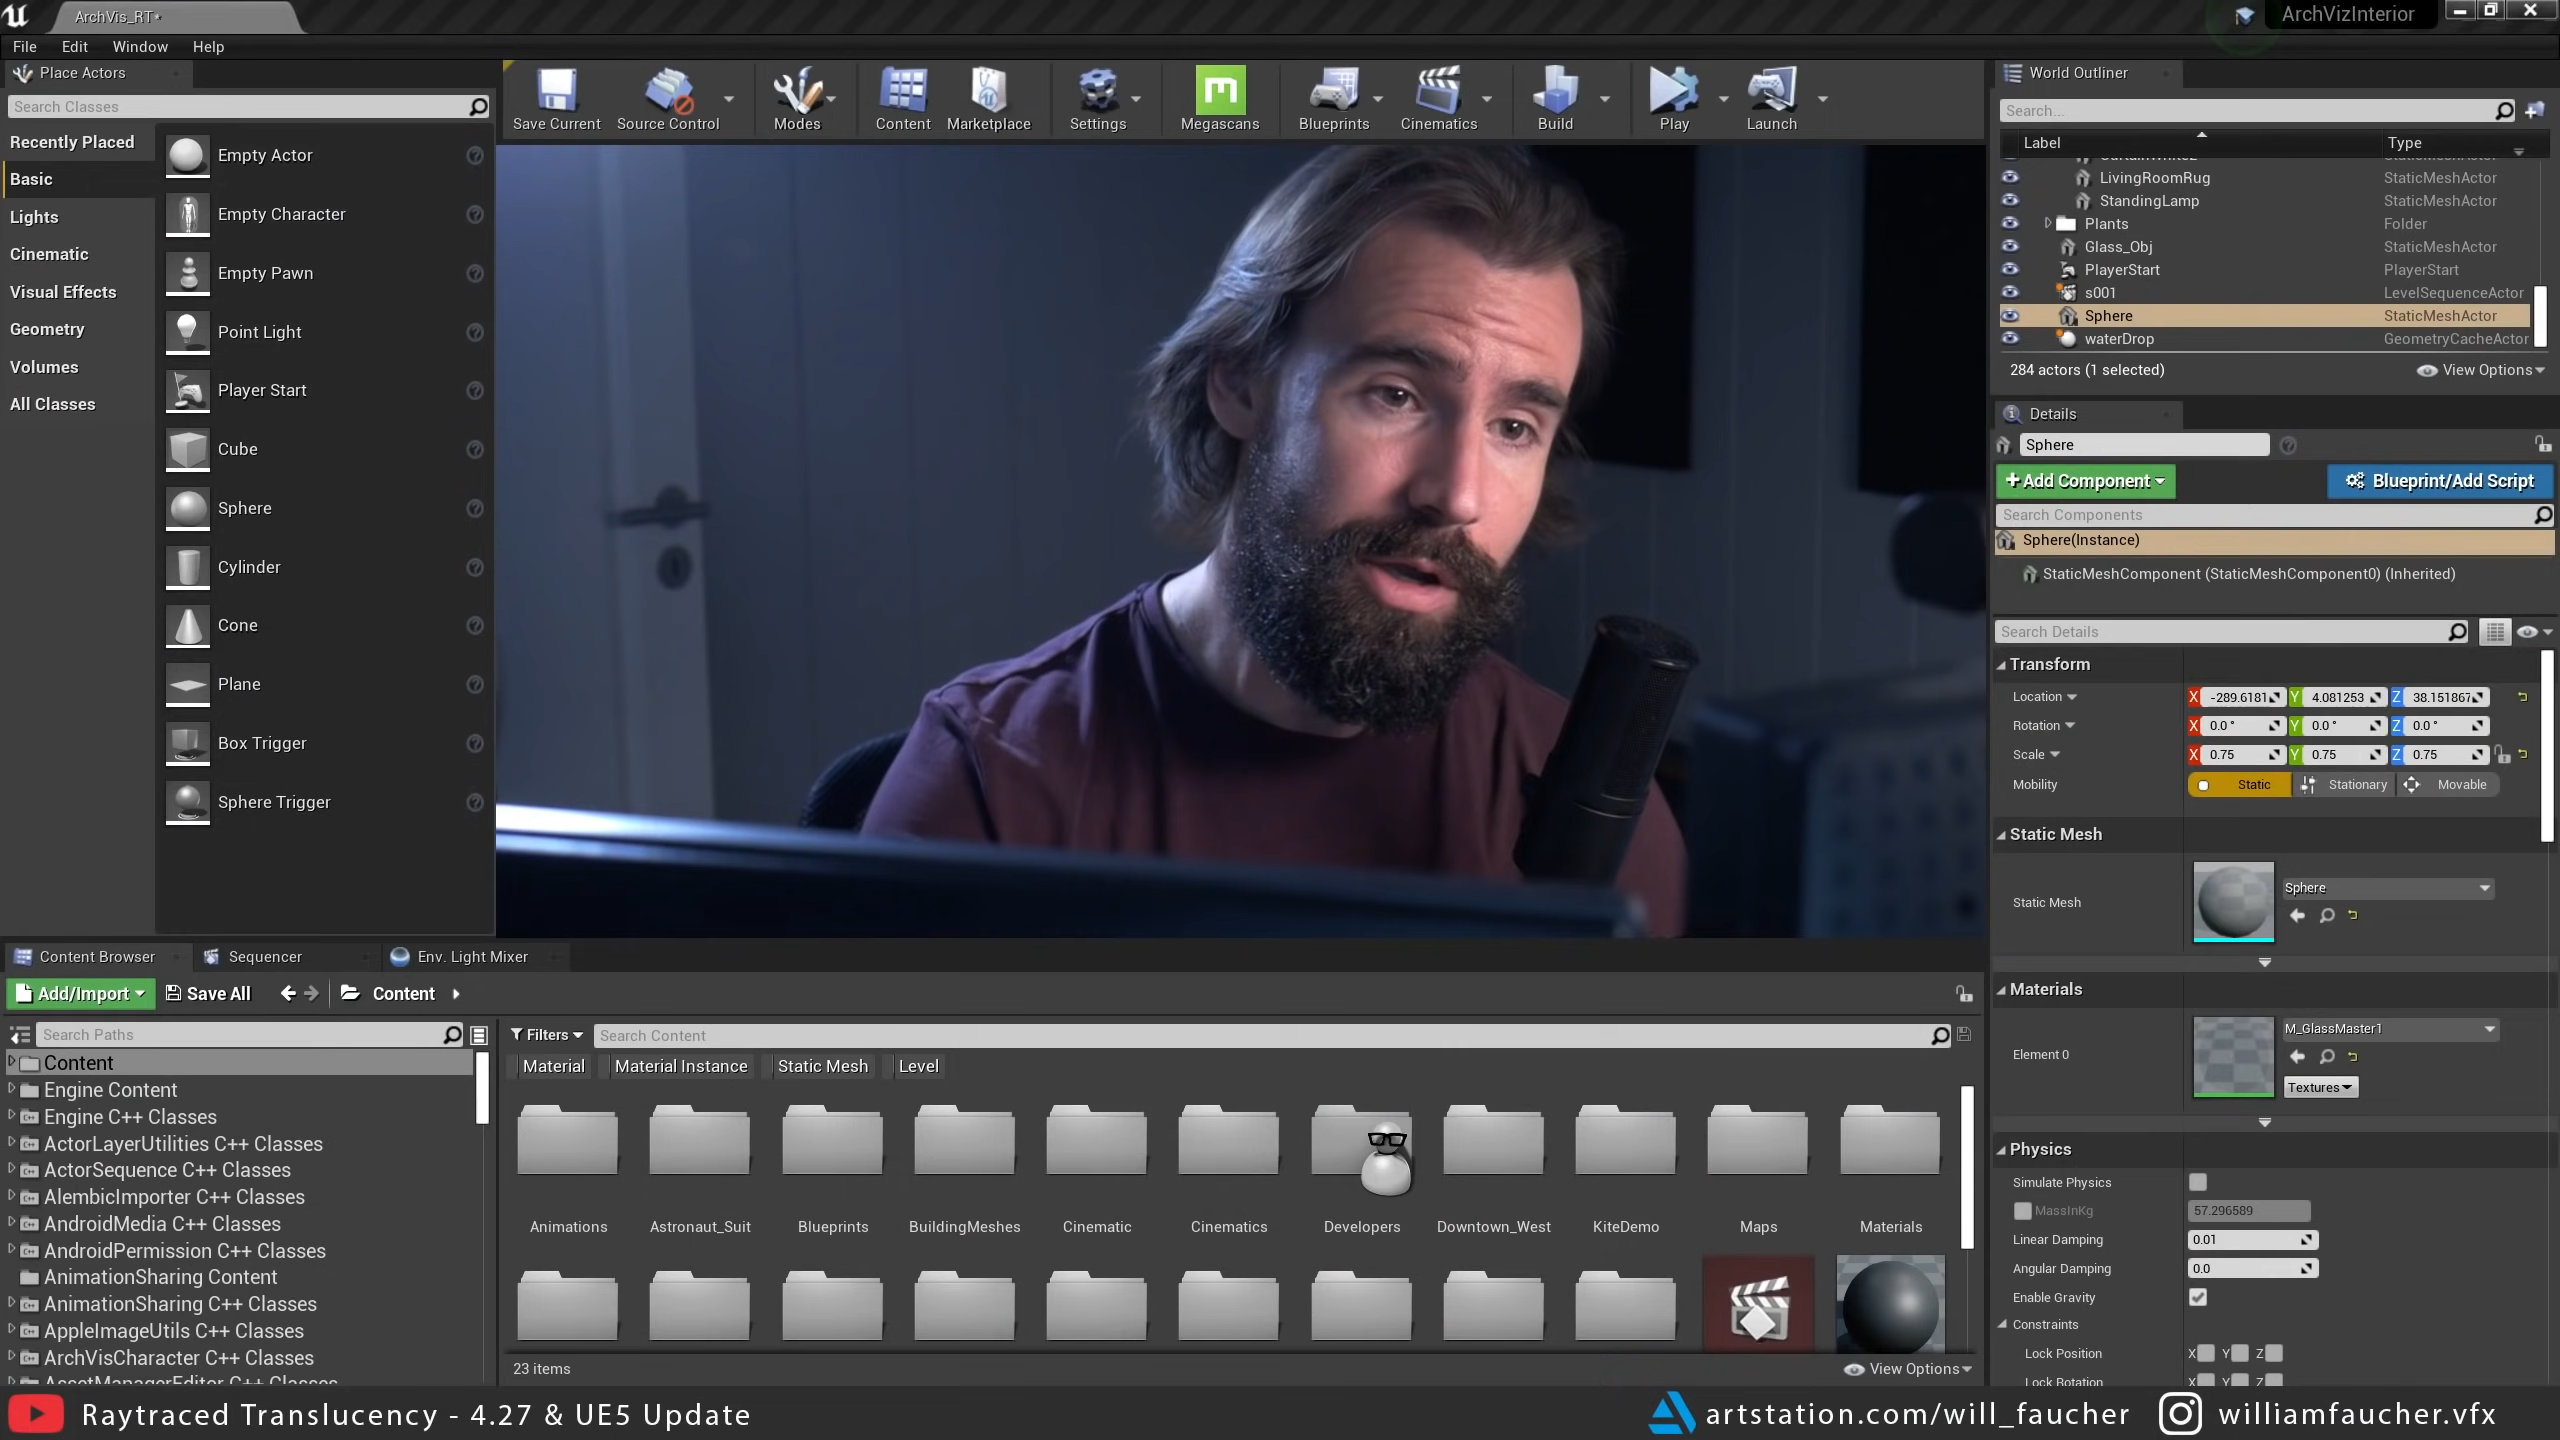 ArchVis_RT*
ArchVizInterior
File Edit Window Help
Place Actors
Search Classes
Recently Placed
Basic
Lights
Cinematic
Visual Effects
Geometry
Volumes
All Classes
Empty Actor
Empty Character
Empty Pawn
Point Light
Player Start
Cube
Sphere
Cylinder
Cone
Plane
Box Trigger
Sphere Trigger
Save Current Source Control Modes Content Marketplace Settings Megascans Blueprints Cinematics Build Play Launch
World Outliner
Search...
Label Type
LivingRoomRug StaticMeshActor
StandingLamp StaticMeshActor
Plants Folder
Glass_Obj StaticMeshActor
PlayerStart PlayerStart
s001 LevelSequenceActor
Sphere StaticMeshActor
waterDrop GeometryCacheActor
284 actors (1 selected) View Options
Details
Sphere
+Add Component Blueprint/Add Script
Search Components
Sphere(Instance)
StaticMeshComponent (StaticMeshComponent0) (Inherited)
Search Details
Transform
Location X -289.6181 Y 4.081253 Z 38.151867
Rotation X 0.0 ° Y 0.0 ° Z 0.0 °
Scale X 0.75 Y 0.75 Z 0.75
Mobility Static Stationary Movable
Static Mesh
Static Mesh Sphere
Materials
Element 0 M_GlassMaster1
Textures
Physics
Simulate Physics
MassInKg 57.296589
Linear Damping 0.01
Angular Damping 0.0
Enable Gravity
Constraints
Lock Position X Y Z
Lock Rotation X Y Z
Content Browser Sequencer Env. Light Mixer
Add/Import Save All Content
Search Paths
Content
Engine Content
Engine C++ Classes
ActorLayerUtilities C++ Classes
ActorSequence C++ Classes
AlembicImporter C++ Classes
AndroidMedia C++ Classes
AndroidPermission C++ Classes
AnimationSharing Content
AnimationSharing C++ Classes
AppleImageUtils C++ Classes
ArchVisCharacter C++ Classes
AssetManagerEditor C++ Classes
Filters Search Content
Material Material Instance Static Mesh Level
Animations Astronaut_Suit Blueprints BuildingMeshes Cinematic Cinematics Developers Downtown_West KiteDemo Maps Materials
23 items View Options
Raytraced Translucency - 4.27 & UE5 Update
artstation.com/will_faucher williamfaucher.vfx